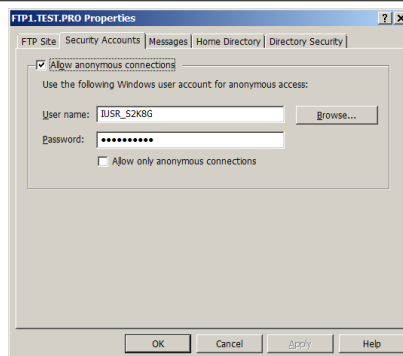 FTP1.TEST.PRO Properties
FTP Site Security Accounts Messages Home Directory Directory Security
Allow anonymous connections
Use the following Windows user account for anonymous access:
User name: IUSR_S2K8G Browse...
Password: ●●●●●●●●●●
Allow only anonymous connections
OK Cancel Apply Help